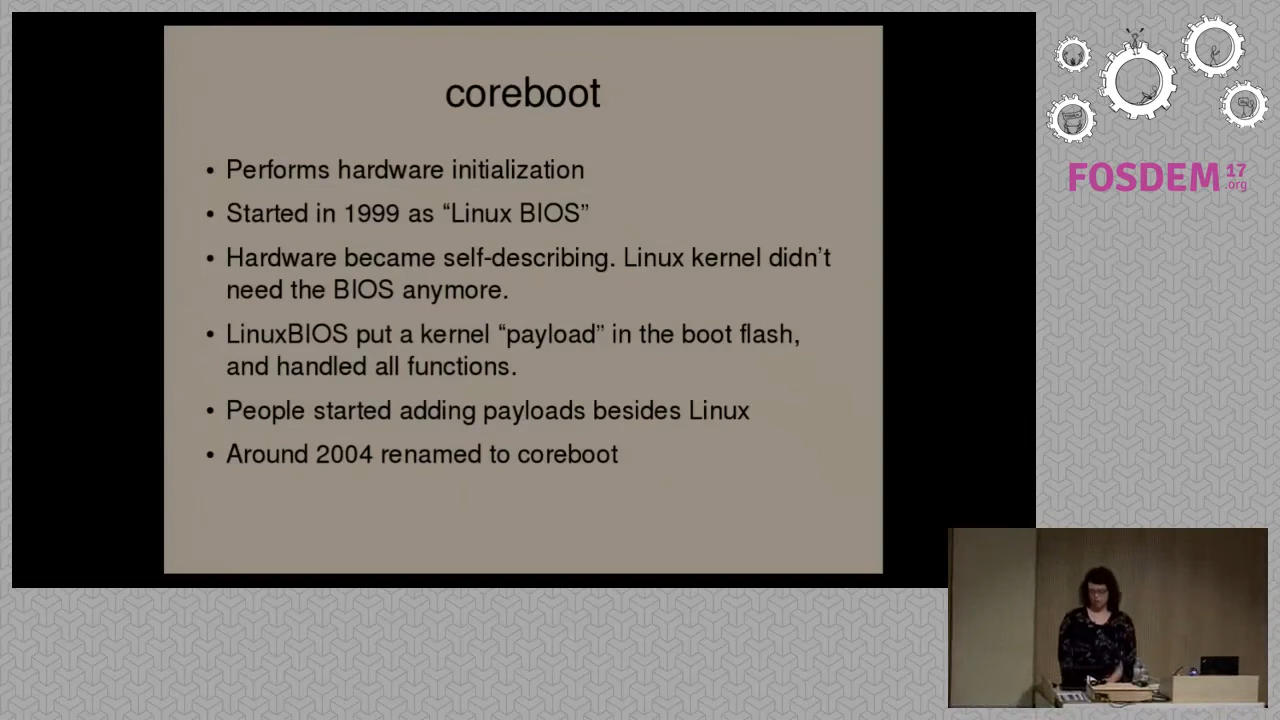 coreboot
• Performs hardware initialization
• Started in 1999 as “Linux BIOS”
• Hardware became self-describing. Linux kernel didn’t
need the BIOS anymore.
• LinuxBIOS put a kernel “payload” in the boot flash,
and handled all functions.
• People started adding payloads besides Linux
• Around 2004 renamed to coreboot
FOSDEM 17
.org